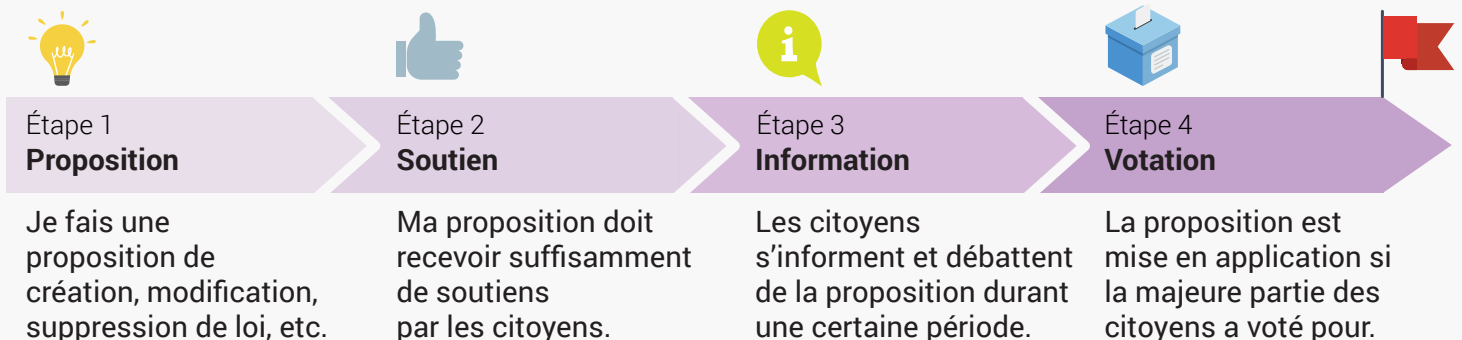 Étape 1
Proposition
Je fais une
proposition de
création, modification,
suppression de loi, etc.
Étape 2
Soutien
Ma proposition doit
recevoir suffisamment
de soutiens
par les citoyens.
Étape 3
Information
Les citoyens
s’informent et débattent
de la proposition durant
une certaine période.
Étape 4
Votation
La proposition est
mise en application si
la majeure partie des
citoyens a voté pour.